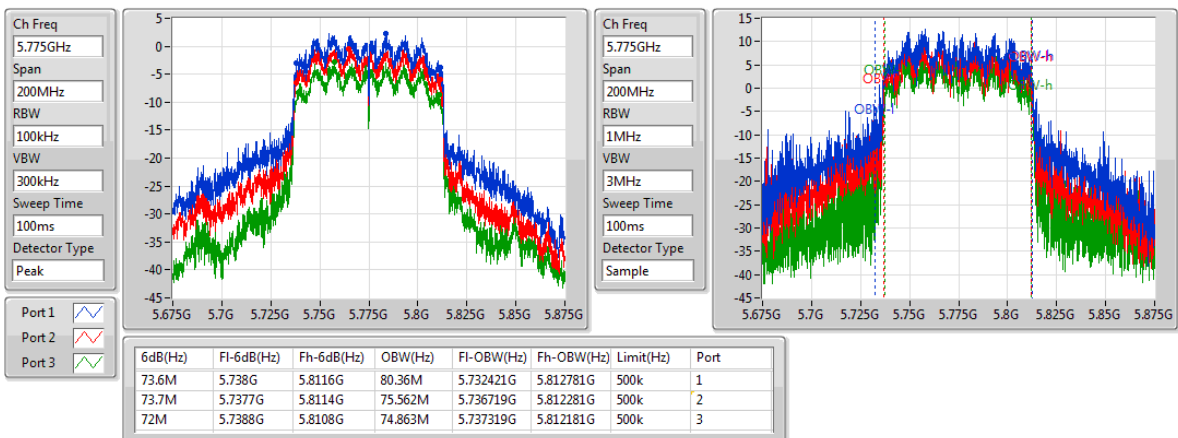 Ch Freq
5.775GHz
Span
200MHz
RBW
100kHz
VBW
300kHz
Sweep Time
100ms
Detector Type
Peak
5-
0-
-5-
-10-
-15-
-20-
-25-
-30-
-35-
-40-
-45-
5.675G 5.7G 5.725G 5.75G 5.775G 5.8G 5.825G 5.85G 5.875G
Port 1
Port 2
Port 3
Ch Freq
5.775GHz
Span
200MHz
RBW
1MHz
VBW
3MHz
Sweep Time
100ms
Detector Type
Sample
15-
10-
5-
0-
-5-
-10-
-15-
-20-
-25-
-30-
-35-
-40-
-45-
OBW-l
OBW-h
OBW-h
5.675G 5.7G 5.725G 5.75G 5.775G 5.8G 5.825G 5.85G 5.875G
6dB(Hz) Fl-6dB(Hz) Fh-6dB(Hz) OBW(Hz) Fl-OBW(Hz) Fh-OBW(Hz) Limit(Hz) Port
73.6M 5.738G 5.8116G 80.36M 5.732421G 5.812781G 500k 1
73.7M 5.7377G 5.8114G 75.562M 5.736719G 5.812281G 500k 2
72M 5.7388G 5.8108G 74.863M 5.737319G 5.812181G 500k 3